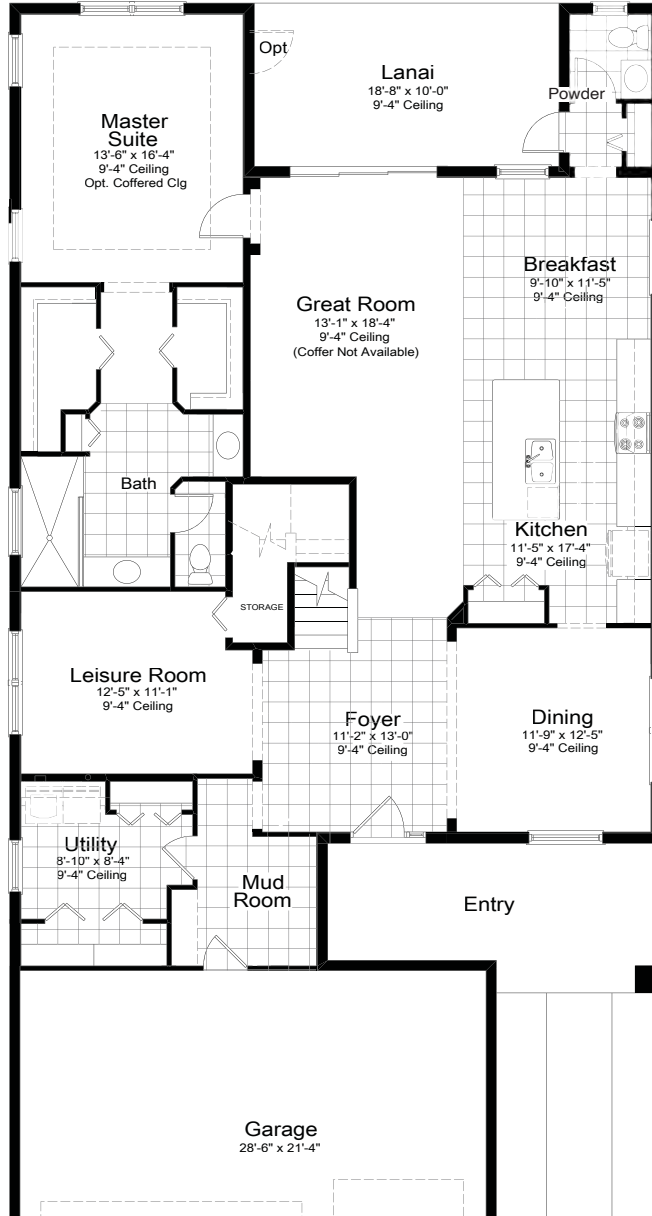 Opt
Lanai
18'-8" x 10'-0"
9'-4" Ceiling
Powder
Master
Suite
13'-6" x 16'-4"
9'-4" Ceiling
Opt. Coffered Clg
Breakfast
9'-10" x 11'-5"
9'-4" Ceiling
Great Room
13'-1" x 18'-4"
9'-4" Ceiling
(Coffer Not Available)
Bath
Kitchen
11'-5" x 17'-4"
9'-4" Ceiling
STORAGE
Leisure Room
12'-5" x 11'-1"
9'-4" Ceiling
Foyer
11'-2" x 13'-0"
9'-4" Ceiling
Dining
11'-9" x 12'-5"
9'-4" Ceiling
Utility
8'-10" x 8'-4"
9'-4" Ceiling
Mud
Room
Entry
Garage
28'-6" x 21'-4"